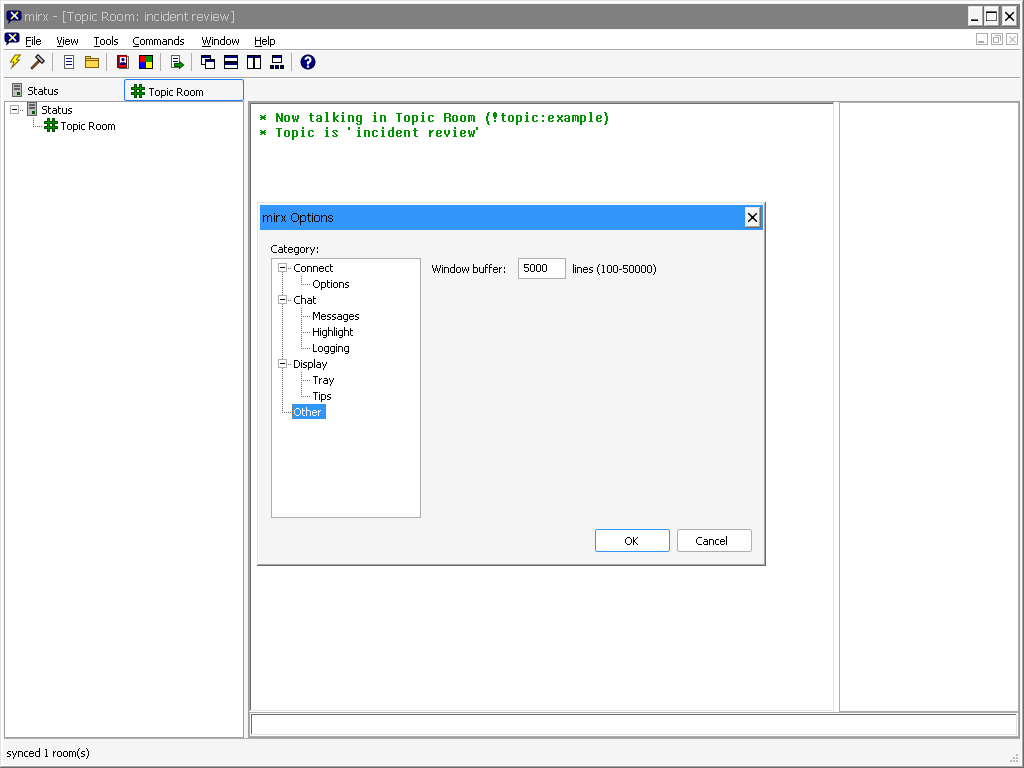 mirx - [Topic Room: incident review]
File View Tools Commands Window Help
Status Topic Room
Status
Topic Room
* Now talking in Topic Room (!topic:example)
* Topic is 'incident review'
mirx Options
Category:
Connect
Options
Chat
Messages
Highlight
Logging
Display
Tray
Tips
Other
Window buffer: 5000 lines (100-50000)
OK Cancel
synced 1 room(s)